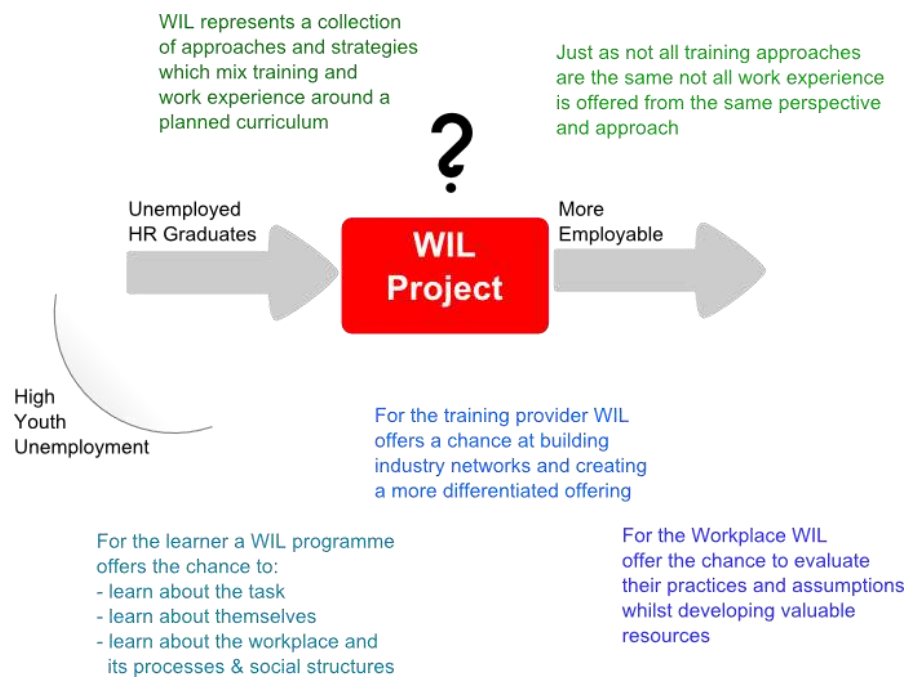 WIL represents a collection
of approaches and strategies
which mix training and
work experience around a
planned curriculum
Just as not all training approaches
are the same not all work experience
is offered from the same perspective
and approach
?
Unemployed
HR Graduates
WIL
Project
More
Employable
High
Youth
Unemployment
For the training provider WIL
offers a chance at building
industry networks and creating
a more differentiated offering
For the learner a WIL programme
offers the chance to:
- learn about the task
- learn about themselves
- learn about the workplace and
its processes & social structures
For the Workplace WIL
offer the chance to evaluate
their practices and assumptions
whilst developing valuable
resources